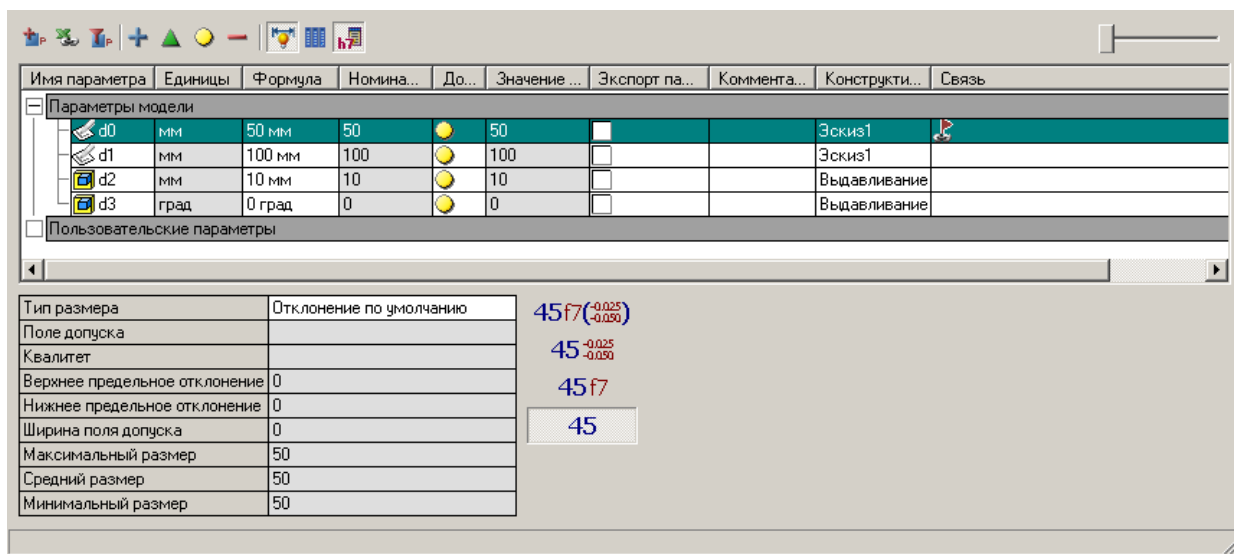 P P h7
Имя параметра Единицы Формула Номина... До... Значение ... Экспорт па... Коммента... Конструкти... Связь
Параметры модели
d0 мм 50 мм 50 50 Эскиз1
d1 мм 100 мм 100 100 Эскиз1
d2 мм 10 мм 10 10 Выдавливание
d3 град 0 град 0 0 Выдавливание
Пользовательские параметры
Тип размера Отклонение по умолчанию
Поле допуска
Квалитет
Верхнее предельное отклонение 0
Нижнее предельное отклонение 0
Ширина поля допуска 0
Максимальный размер 50
Средний размер 50
Минимальный размер 50
45f7(-0.025 -0.050)
45 -0.025 -0.050
45f7
45